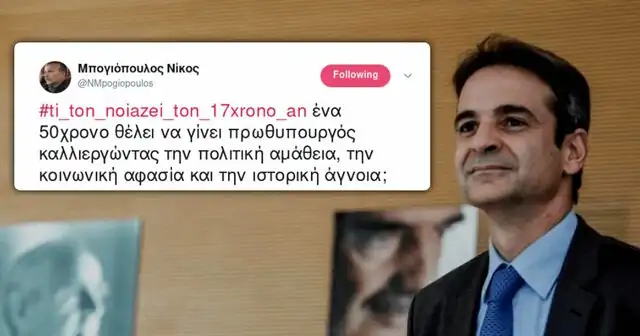 Μπογιόπουλος Νίκος
@NMpogiopoulos
Following
#ti_ton_noiazei_ton_17xrono_an ένα
50χρονο θέλει να γίνει πρωθυπουργός
καλλιεργώντας την πολιτική αμάθεια, την
κοινωνική αφασία και την ιστορική άγνοια;